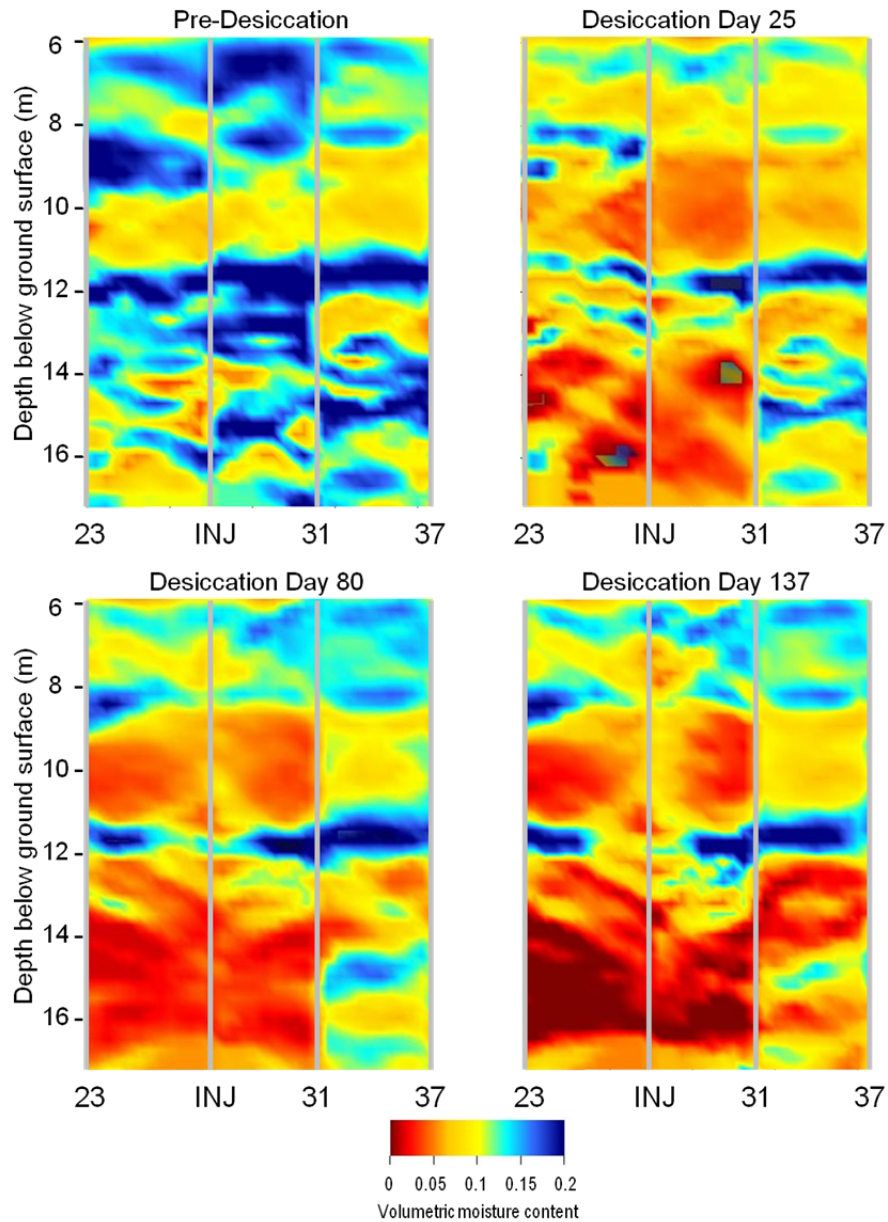 Pre-Desiccation
Desiccation Day 25
Depth below ground surface (m)
6
8
10
12
14
16
23 INJ 31 37
23 INJ 31 37
Desiccation Day 80
Desiccation Day 137
Depth below ground surface (m)
6
8
10
12
14
16
23 INJ 31 37
23 INJ 31 37
0 0.05 0.1 0.15 0.2
Volumetric moisture content